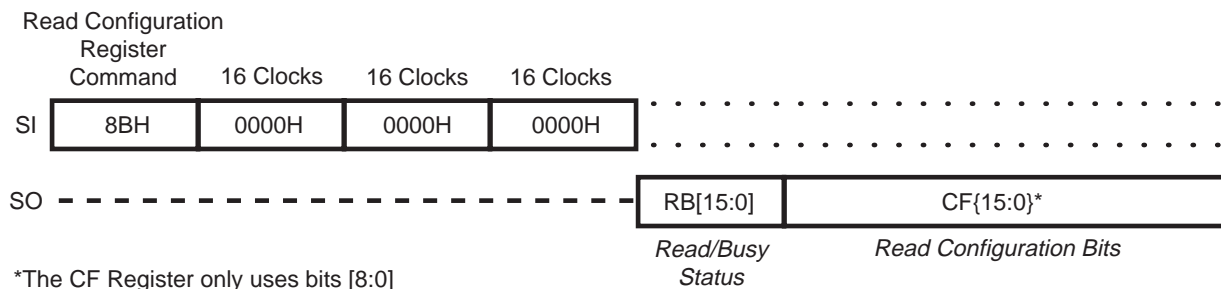 Read Configuration
Register
Command 16 Clocks 16 Clocks 16 Clocks
SI 8BH 0000H 0000H 0000H
SO RB[15:0] CF{15:0}*
Read/Busy Read Configuration Bits
Status
*The CF Register only uses bits [8:0]